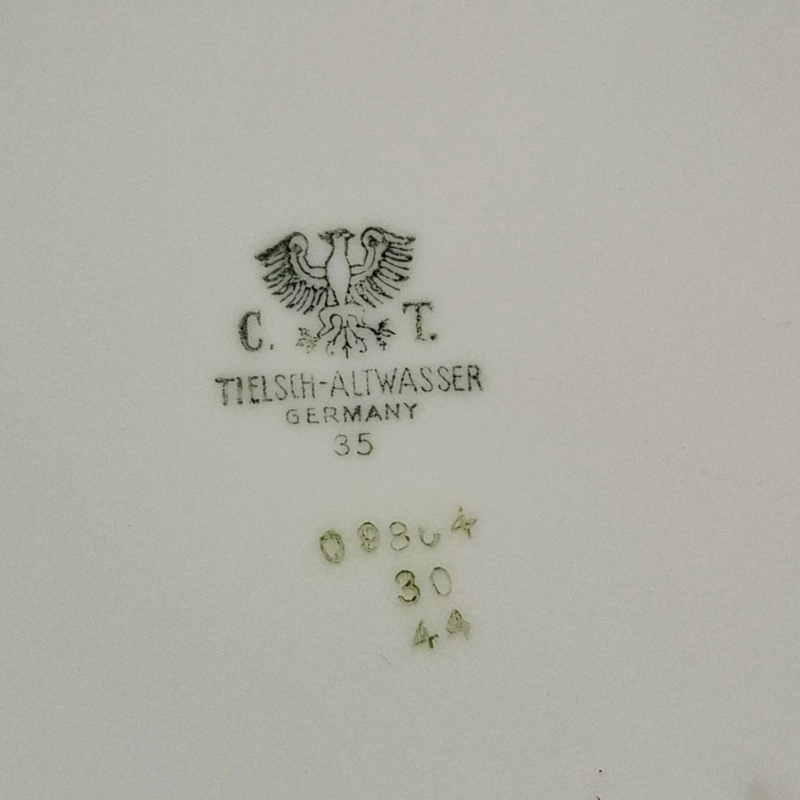 C. T.
TIELSCH-ALTWASSER
GERMANY
35
30